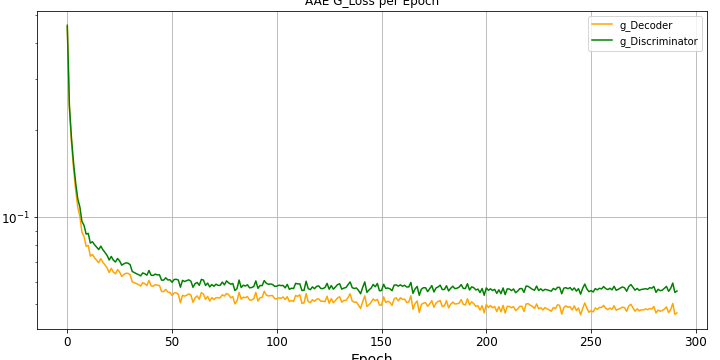 AAE G_Loss per Epoch
g_Decoder
g_Discriminator
10⁻¹
0 50 100 150 200 250 300
Epoch